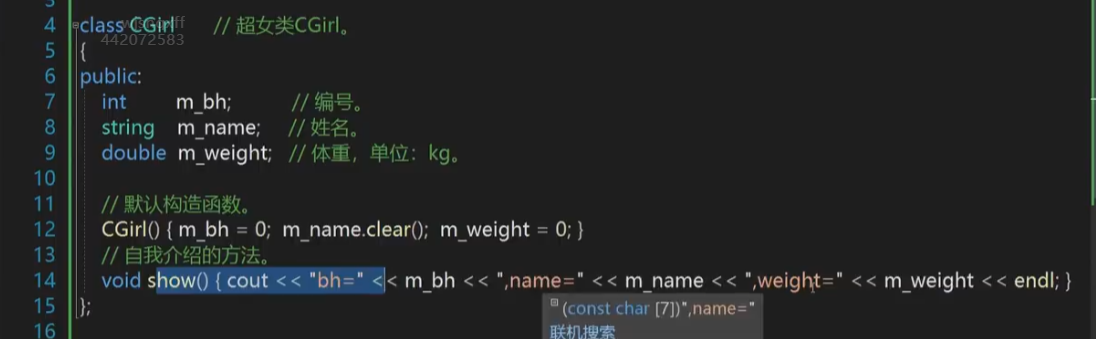 4 class CGirl // 超女类CGirl。
442072583
5 {
6 public:
7 int m_bh; // 编号。
8 string m_name; // 姓名。
9 double m_weight; // 体重，单位：kg。
10
11 // 默认构造函数。
12 CGirl() { m_bh = 0; m_name.clear(); m_weight = 0; }
13 // 自我介绍的方法。
14 void show() { cout << "bh=" << m_bh << ",name=" << m_name << ",weight=" << m_weight << endl; }
15 };
(const char [7])",name="
联机搜索
16